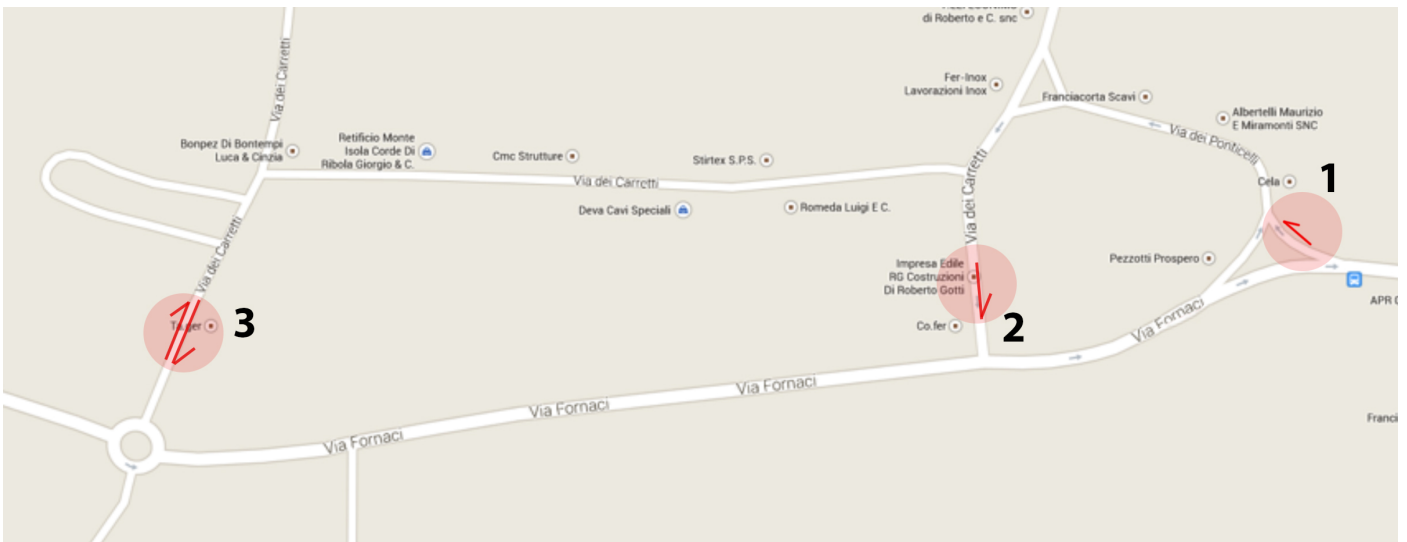 di Roberto e C. snc
Via dei Carretti
Fer-Inox
Lavorazioni Inox
Franciacorta Scavi
Albertelli Maurizio
E Miramonti SNC
Via dei Ponticelli
Bonpez Di Bontempi
Luca & Cinzia
Retificio Monte
Isola Corde Di
Ribola Giorgio & C.
Cmc Strutture
Stirtex S.P.S.
Via dei Carretti
Cela
1
Deva Cavi Speciali
Romeda Luigi E C.
Via dei Carretti
Via dei Carretti
Pezzotti Prospero
Impresa Edile
RG Costruzioni
Di Roberto Gotti
APR
3
Co.fer
2
Via Fornaci
Via Fornaci
Via Fornaci
Via Fornaci
Franci